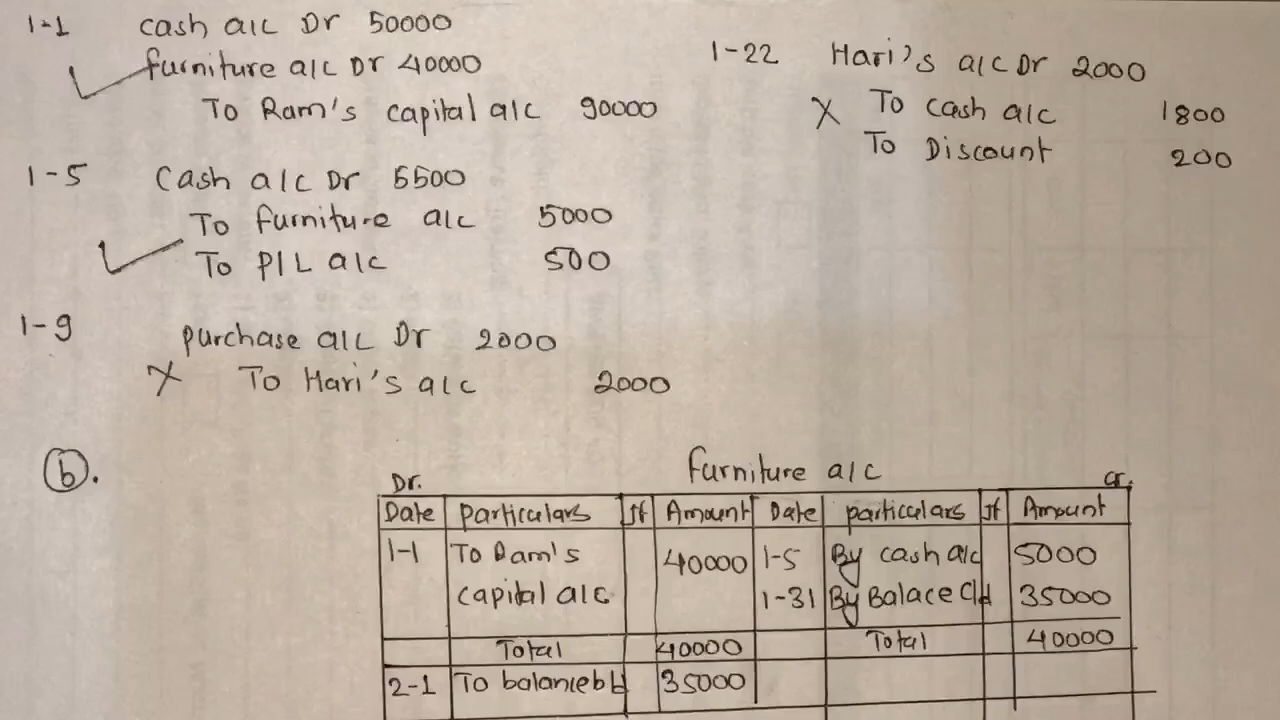 1-1 cash a/c Dr 50000
furniture a/c Dr 40000
To Ram's capital a/c 90000
1-5 Cash a/c Dr 5500
To furniture a/c 5000
To P/L a/c 500
1-9 purchase a/c Dr 2000
To Hari's a/c 2000
1-22 Hari's a/c Dr 2000
To cash a/c 1800
To Discount 200
(b). furniture a/c
Dr. cr.
Date particulars Jf Amount Date particulars Jf Amount
1-1 To Ram's 40000 1-5 By cash a/c 5000
capital a/c 1-31 By Balace c/d 35000
Total 40000 Total 40000
2-1 To balance b/d 35000